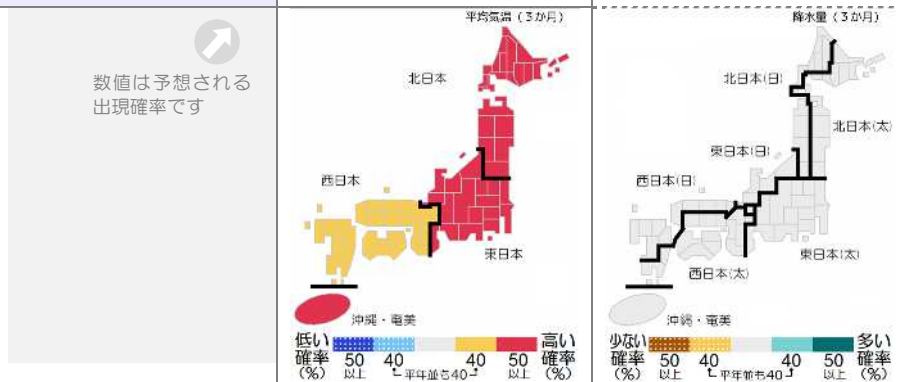 数値は予想される
出現確率です
平均気温（３か月）
北日本
西日本
東日本
沖縄・奄美
低い
確率
(%)
50
以上
40
平年並も40
40
50
以上
高い
確率
(%)
降水量（３か月）
北日本(日)
北日本(太)
東日本(日)
西日本(日)
東日本(太)
西日本(太)
沖縄・奄美
少ない
確率
(%)
50
以上
40
平年並も40
40
50
以上
多い
確率
(%)